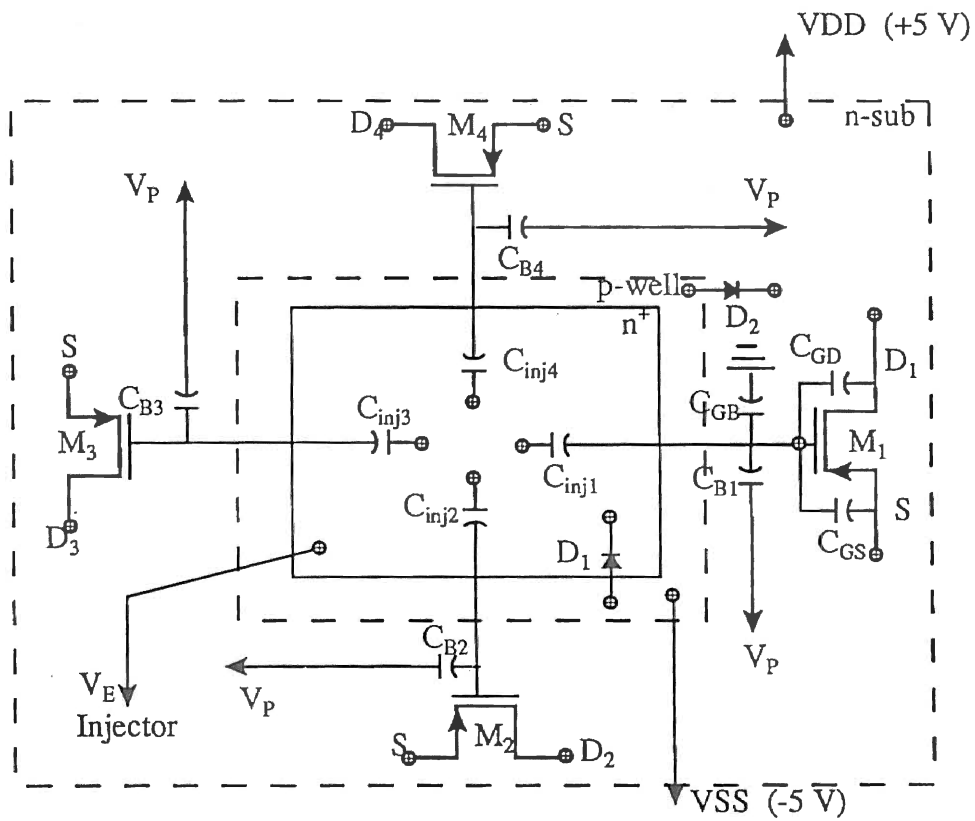 VDD (+5 V)
n-sub
D4
M4
S
VP
VP
CB4
p-well
n+
D2
S
Cinj4
CGD
D1
CB3
Cinj3
CGB
M3
M1
Cinj1
CB1
Cinj2
S
D3
D1
CGS
CB2
VE
VP
VP
Injector
S
M2
D2
VSS (-5 V)